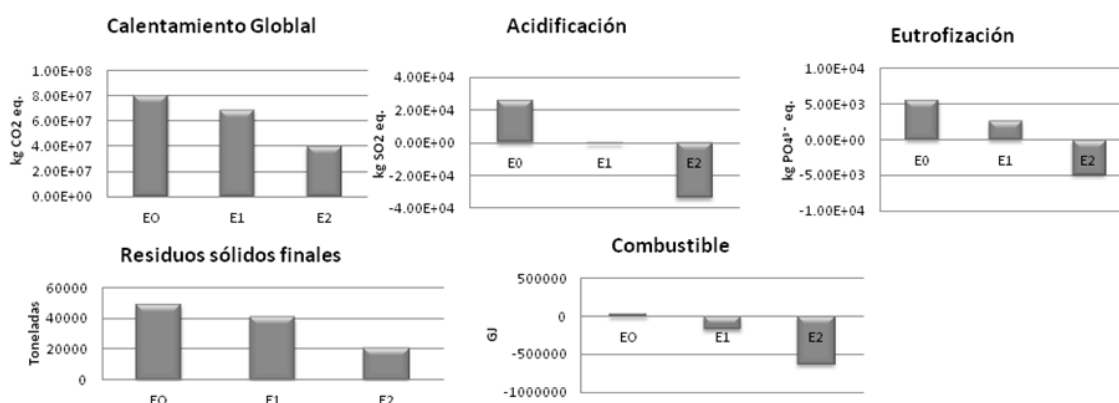 Calentamiento Globlal
kg CO2 eq.
1.00E+08
8.00E+07
6.00E+07
4.00E+07
2.00E+07
0.00E+00
EO
E1
E2
Acidificación
kg SO2 eq.
4.00E+04
2.00E+04
0.00E+00
-2.00E+04
-4.00E+04
E0
E1
E2
Eutrofización
kg PO4³⁻ eq.
1.00E+04
5.00E+03
0.00E+00
-5.00E+03
-1.00E+04
E0
E1
E2
Residuos sólidos finales
Toneladas
60000
40000
20000
0
EO
E1
E2
Combustible
GJ
500000
0
-500000
-1000000
EO
E1
E2